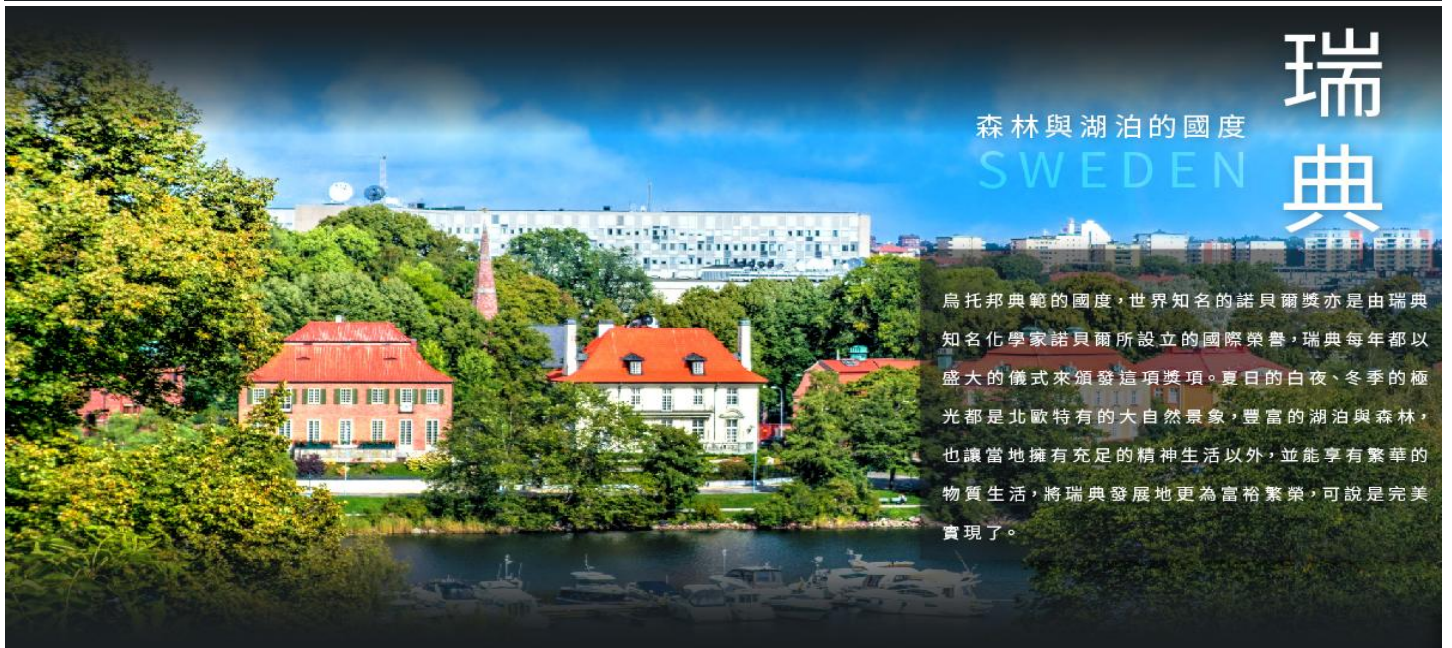 瑞典
森林與湖泊的國度
SWEDEN
烏托邦典範的國度，世界知名的諾貝爾獎亦是由瑞典
知名化學家諾貝爾所設立的國際榮譽，瑞典每年都以
盛大的儀式來頒發這項獎項。夏日的白夜、冬季的極
光都是北歐特有的大自然景象，豐富的湖泊與森林，
也讓當地擁有充足的精神生活以外，並能享有繁華的
物質生活，將瑞典發展地更為富裕繁榮，可說是完美
實現了。